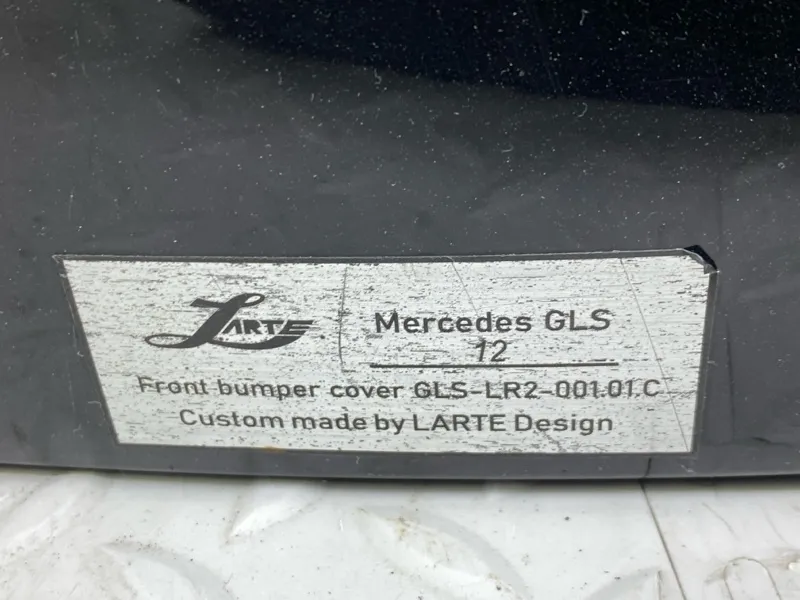 LARTE
Mercedes GLS
12
Front bumper cover GLS-LR2-001.01.C
Custom made by LARTE Design